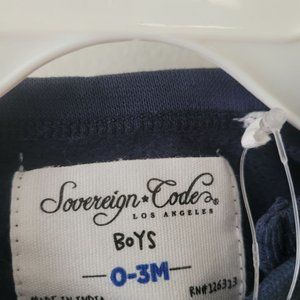 Sovereign★Code®
LOS ANGELES
BOYS
0-3M
MADE IN INDIA
RN#126323